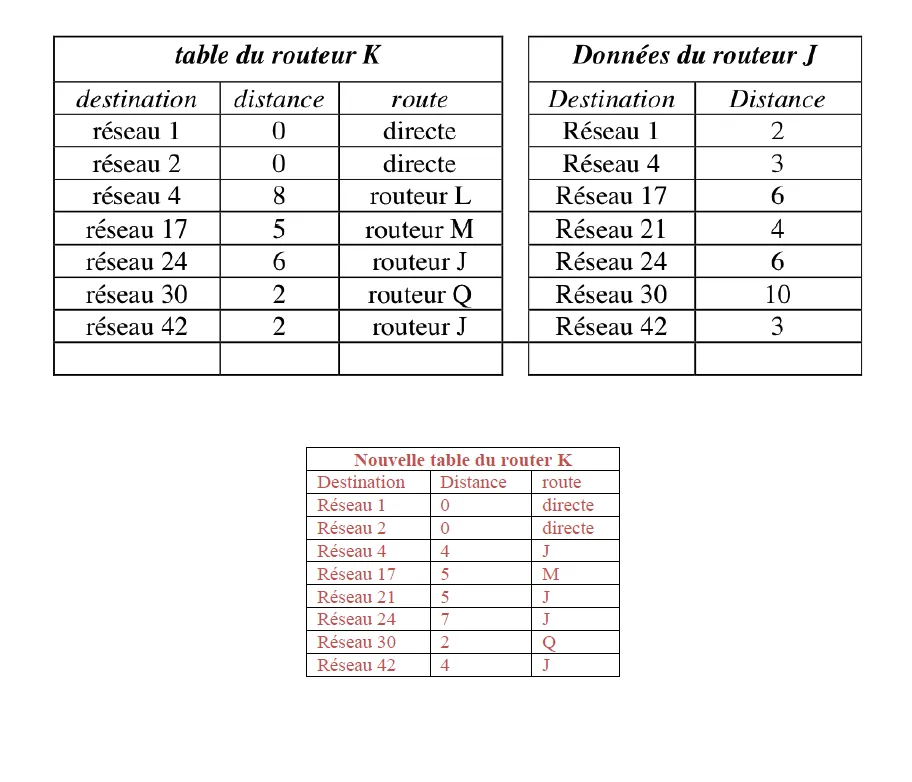 table du routeur K
destination distance route
réseau 1 0 directe
réseau 2 0 directe
réseau 4 8 routeur L
réseau 17 5 routeur M
réseau 24 6 routeur J
réseau 30 2 routeur Q
réseau 42 2 routeur J
Données du routeur J
Destination Distance
Réseau 1 2
Réseau 4 3
Réseau 17 6
Réseau 21 4
Réseau 24 6
Réseau 30 10
Réseau 42 3
Nouvelle table du router K
Destination Distance route
Réseau 1 0 directe
Réseau 2 0 directe
Réseau 4 4 J
Réseau 17 5 M
Réseau 21 5 J
Réseau 24 7 J
Réseau 30 2 Q
Réseau 42 4 J